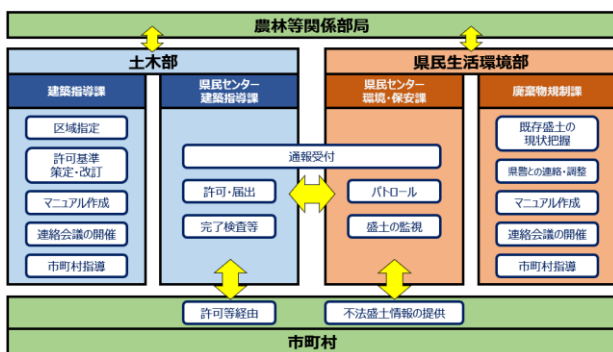 農林等関係部局
土木部
県民生活環境部
建築指導課
県民センター
建築指導課
県民センター
環境・保安課
廃棄物規制課
区域指定
許可基準
策定・改訂
マニュアル作成
連絡会議の開催
市町村指導
通報受付
許可・届出
完了検査等
パトロール
盛土の監視
既存盛土の
現状把握
県警との連絡・調整
マニュアル作成
連絡会議の開催
市町村指導
許可等経由
不法盛土情報の提供
市町村